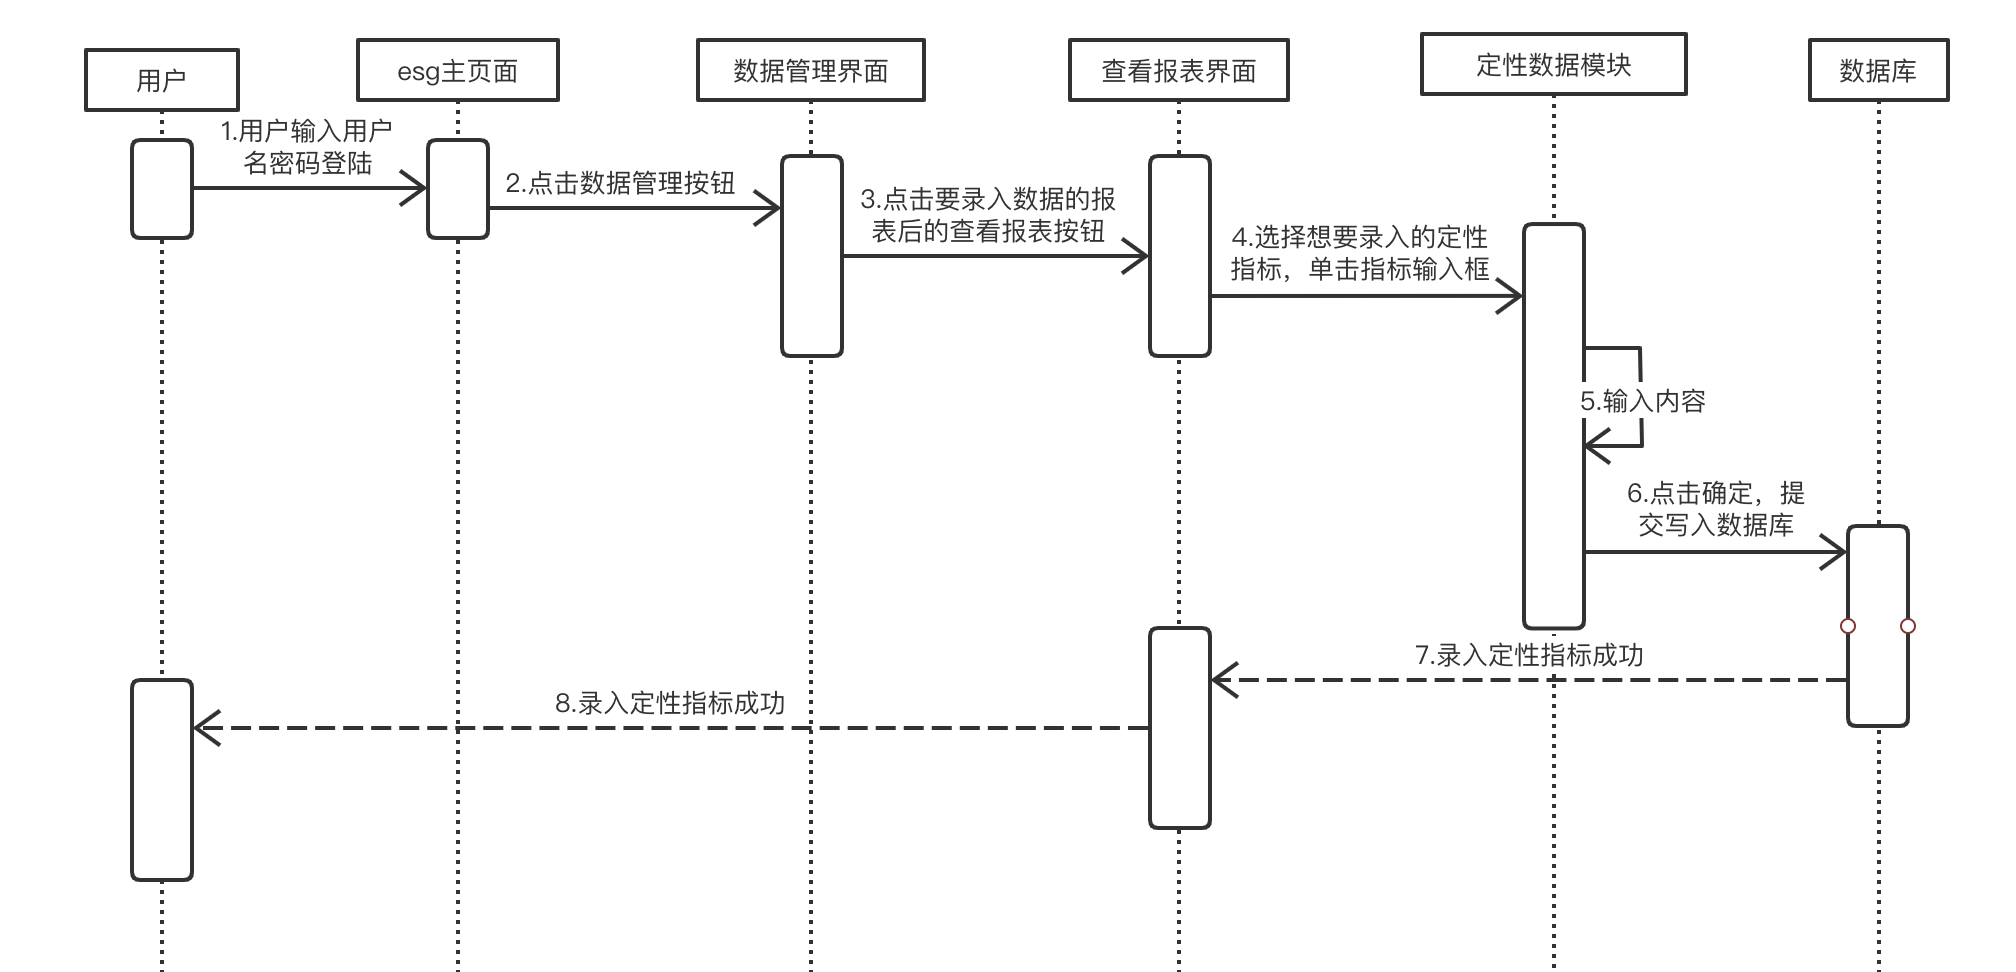 用户
esg主页面
数据管理界面
查看报表界面
定性数据模块
数据库
1.用户输入用户
名密码登陆
2.点击数据管理按钮
3.点击要录入数据的报
表后的查看报表按钮
4.选择想要录入的定性
指标，单击指标输入框
5.输入内容
6.点击确定，提
交写入数据库
7.录入定性指标成功
8.录入定性指标成功